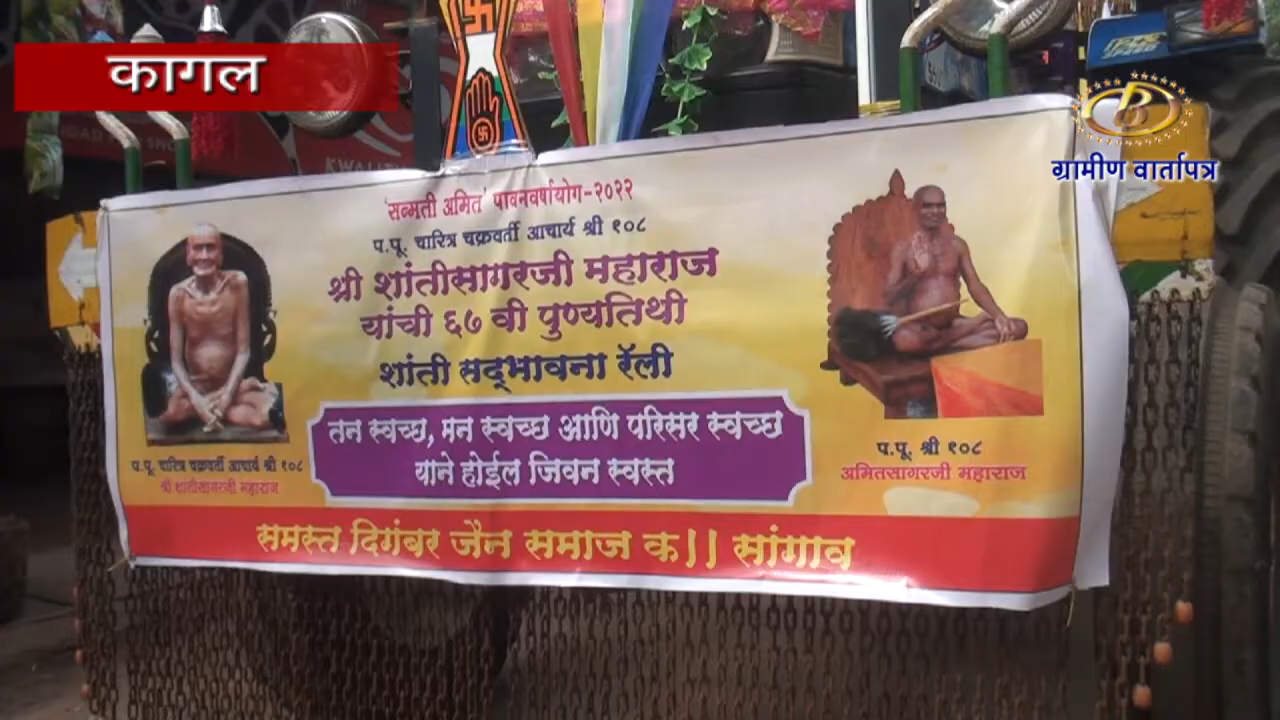 कागल
ग्रामीण वार्तापत्र
KWALITY
'सन्मती अमित' पावनवर्षायोग-२०२२
प.पू. चारित्र चक्रवर्ती आचार्य श्री १०८
श्री शांतीसागरजी महाराज
यांची ६७ वी पुण्यतिथी
शांती सद्‌भावना रॅली
तन स्वच्छ, मन स्वच्छ आणि परिसर स्वच्छ
याने होईल जिवन स्वस्त
प.पू. चारित्र चक्रवर्ती आचार्य श्री १०८
श्री शांतीसागरजी महाराज
प.पू. श्री १०८
अमितसागरजी महाराज
समस्त दिगंबर जैन समाज क|| सांगाव